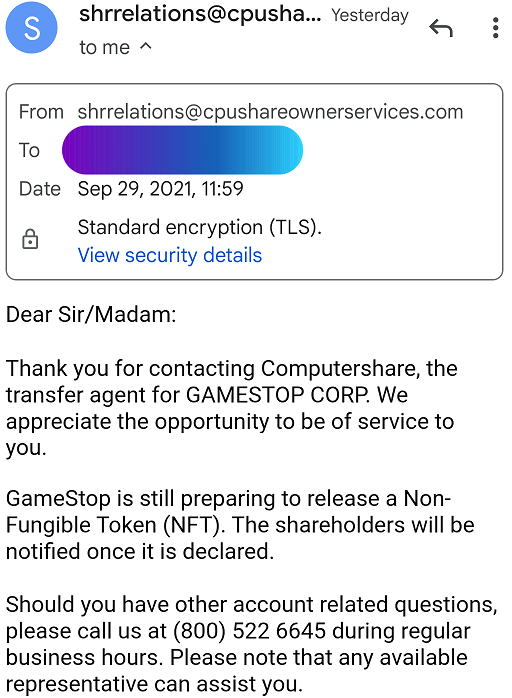 shrrelations@cpusha... Yesterday
S
to me
From shrrelations@cpushareownerservices.com
To
Date Sep 29, 2021, 11:59
Standard encryption (TLS).
View security details
Dear Sir/Madam:
Thank you for contacting Computershare, the
transfer agent for GAMESTOP CORP. We
appreciate the opportunity to be of service to
you.
GameStop is still preparing to release a Non-
Fungible Token (NFT). The shareholders will be
notified once it is declared.
Should you have other account related questions,
please call us at (800) 522 6645 during regular
business hours. Please note that any available
representative can assist you.